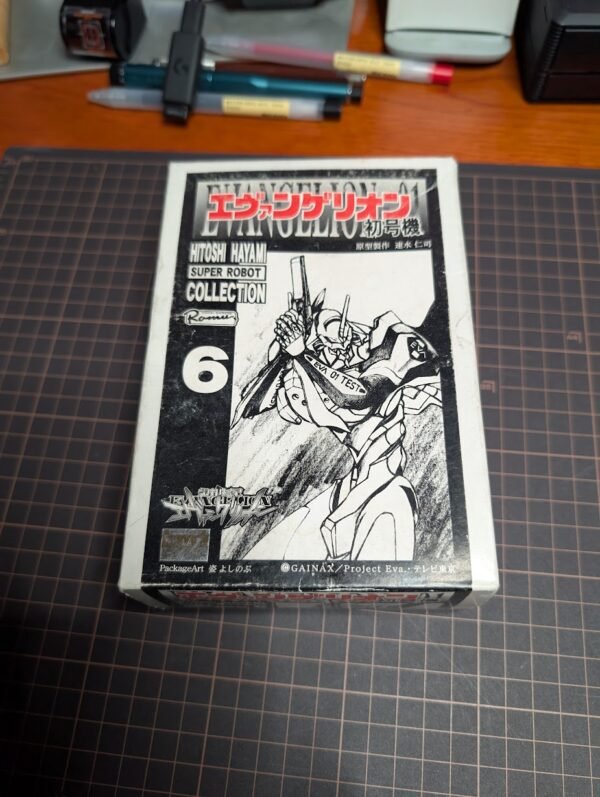 EVANGELION 01
エヴァンゲリオン
初号機
原型製作 速水仁司
HITOSHI HAYAMI
SUPER ROBOT
COLLECTION
6
EVA 01 TEST
EVANGELION
PackageArt 姿よしのぶ
©GAINAX/Project Eva.・テレビ東京